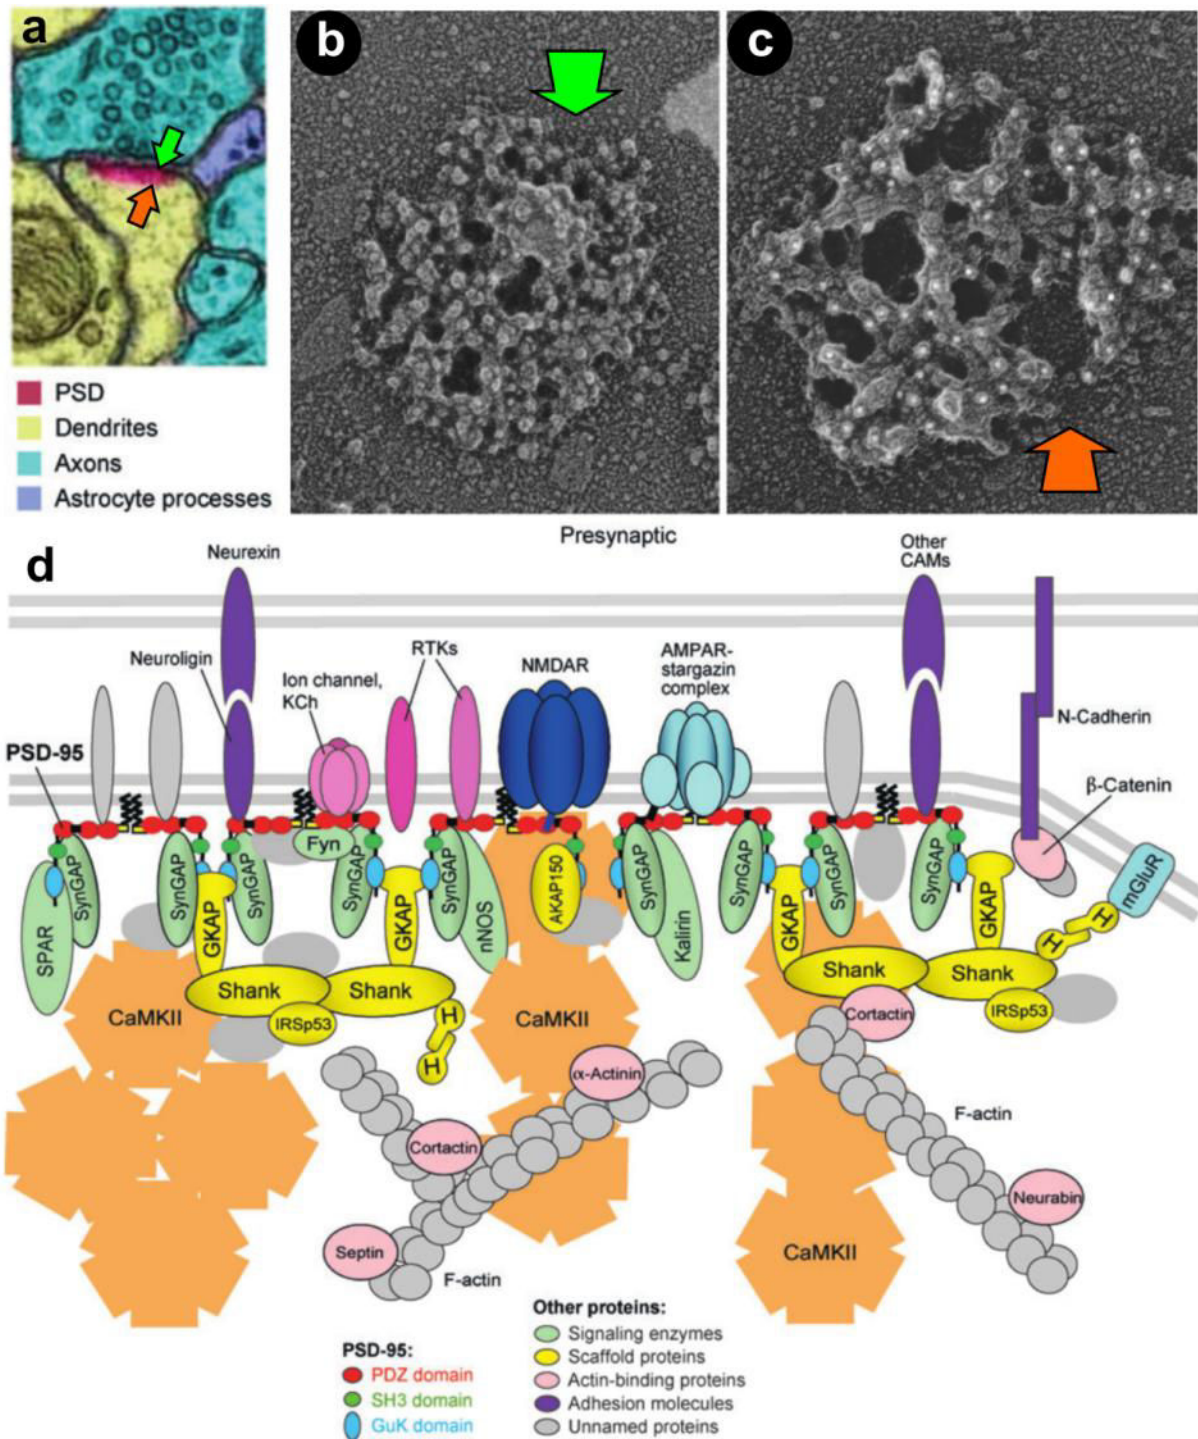 a
b
c
PSD
Dendrites
Axons
Astrocyte processes
Presynaptic
d
Neurexin
Other
CAMs
Neuroligin
Ion channel,
KCh
RTKs
NMDAR
AMPAR-
stargazin
complex
N-Cadherin
PSD-95
β-Catenin
mGluR
Fyn
SynGAP
SynGAP
SynGAP
SynGAP
SynGAP
SynGAP
SynGAP
SynGAP
SPAR
GKAP
GKAP
nNOS
AKAP150
Kalirin
GKAP
GKAP
H
H
Shank
Shank
Shank
Shank
CaMKII
IRSp53
H
H
CaMKII
Cortactin
IRSp53
α-Actinin
F-actin
Cortactin
Neurabin
Septin
F-actin
CaMKII
PSD-95:
PDZ domain
SH3 domain
GuK domain
Other proteins:
Signaling enzymes
Scaffold proteins
Actin-binding proteins
Adhesion molecules
Unnamed proteins